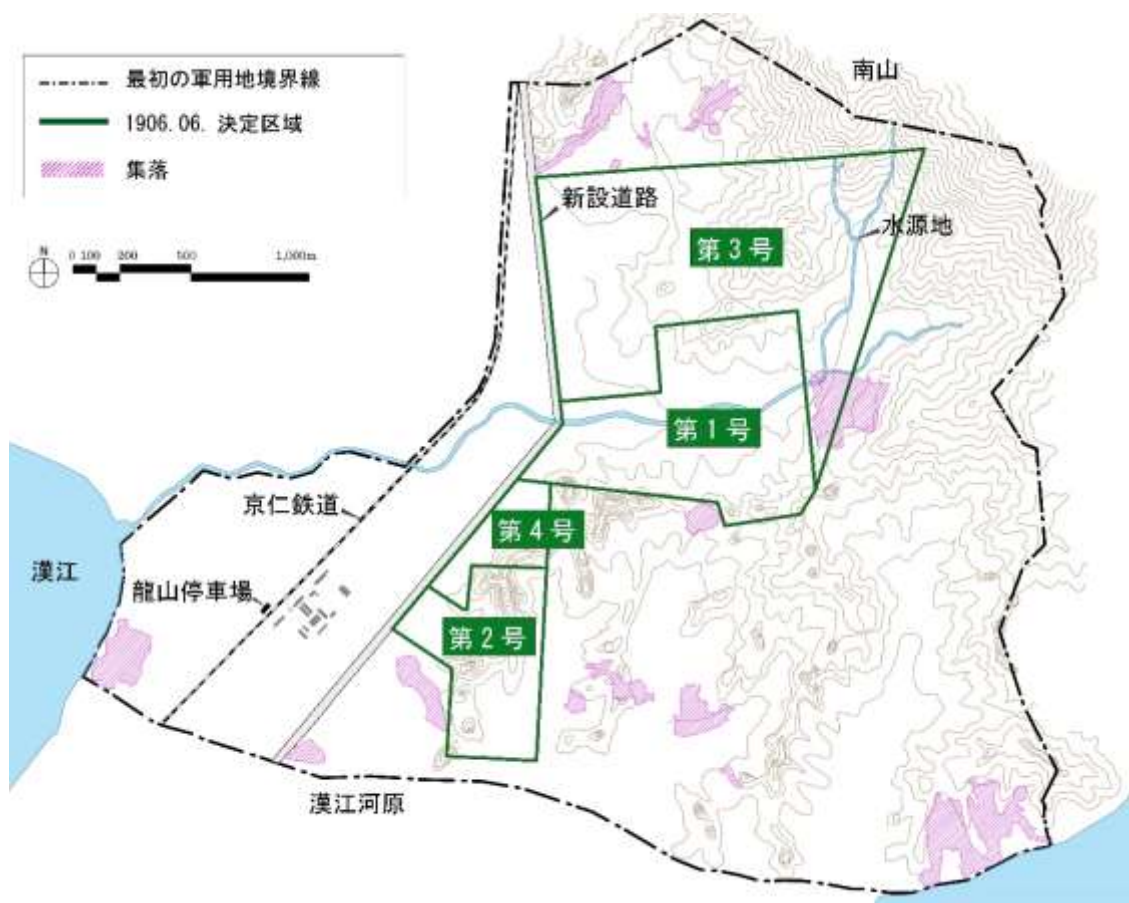 最初の軍用地境界線
1906.06. 決定区域
集落
N
0 100 200 500 1,000m
南山
新設道路
水源地
第3号
第1号
京仁鉄道
第4号
漢江
龍山停車場
第2号
漢江河原